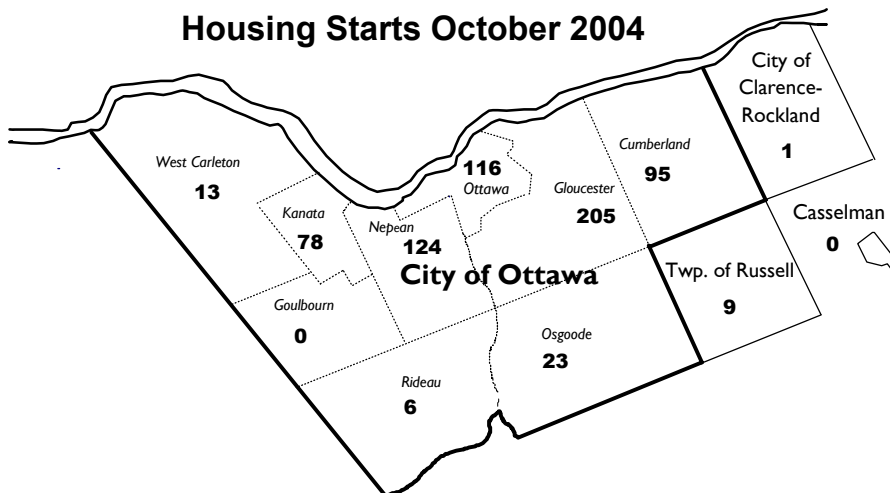 Housing Starts October 2004
City of
Clarence-
Rockland
1
Cumberland
95
West Carleton
13
116
Ottawa
Gloucester
205
Kanata
78
Nepean
124
Casselman
0
City of Ottawa
Twp. of Russell
9
Goulbourn
0
Osgoode
23
Rideau
6